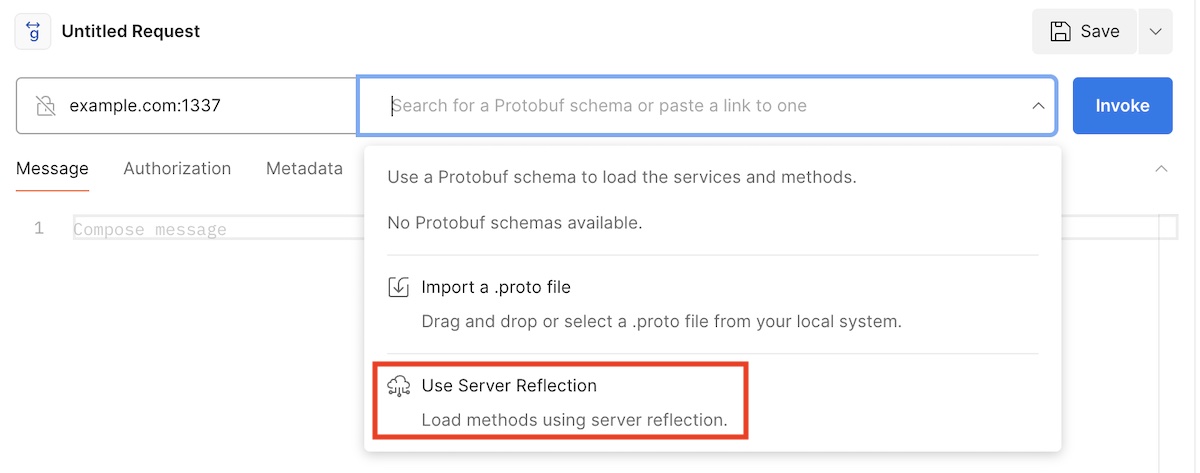 g Untitled Request
Save
example.com:1337
Search for a Protobuf schema or paste a link to one
Invoke
Message Authorization Metadata
Use a Protobuf schema to load the services and methods.
1 Compose message
No Protobuf schemas available.
Import a .proto file
Drag and drop or select a .proto file from your local system.
Use Server Reflection
Load methods using server reflection.